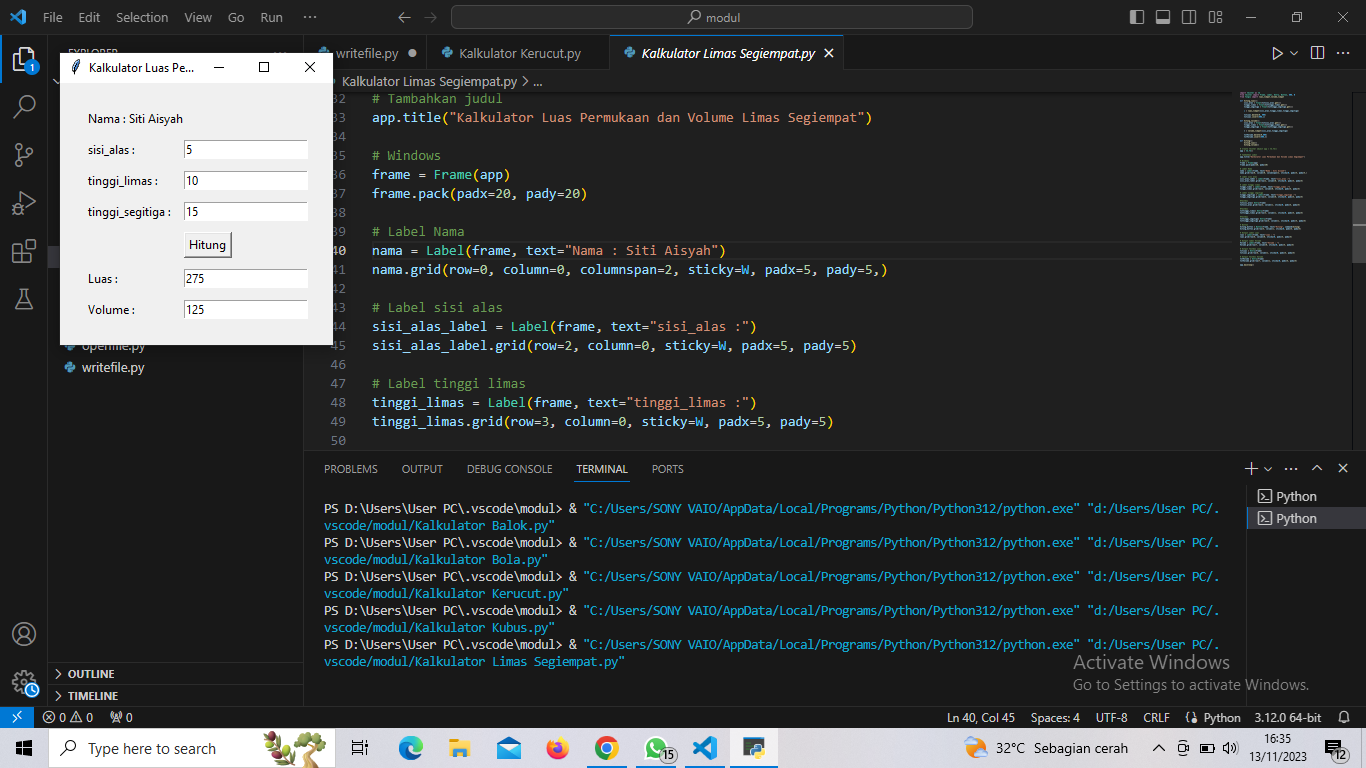 File Edit Selection View Go Run ···
modul
EXPLORER
Kalkulator Luas Pe...
Nama : Siti Aisyah
sisi_alas : 5
tinggi_limas : 10
tinggi_segitiga : 15
Hitung
Luas : 275
Volume : 125
openfile.py
writefile.py
OUTLINE
TIMELINE
writefile.py
Kalkulator Kerucut.py
Kalkulator Limas Segiempat.py
Kalkulator Limas Segiempat.py > ...
32 # Tambahkan judul
33 app.title("Kalkulator Luas Permukaan dan Volume Limas Segiempat")
34
35 # Windows
36 frame = Frame(app)
37 frame.pack(padx=20, pady=20)
38
39 # Label Nama
40 nama = Label(frame, text="Nama : Siti Aisyah")
41 nama.grid(row=0, column=0, columnspan=2, sticky=W, padx=5, pady=5,)
42
43 # Label sisi alas
44 sisi_alas_label = Label(frame, text="sisi_alas :")
45 sisi_alas_label.grid(row=2, column=0, sticky=W, padx=5, pady=5)
46
47 # Label tinggi limas
48 tinggi_limas = Label(frame, text="tinggi_limas :")
49 tinggi_limas.grid(row=3, column=0, sticky=W, padx=5, pady=5)
50
PROBLEMS OUTPUT DEBUG CONSOLE TERMINAL PORTS
PS D:\Users\User PC\.vscode\modul> & "C:/Users/SONY VAIO/AppData/Local/Programs/Python/Python312/python.exe" "d:/Users/User PC/.
vscode/modul/Kalkulator Balok.py"
PS D:\Users\User PC\.vscode\modul> & "C:/Users/SONY VAIO/AppData/Local/Programs/Python/Python312/python.exe" "d:/Users/User PC/.
vscode/modul/Kalkulator Bola.py"
PS D:\Users\User PC\.vscode\modul> & "C:/Users/SONY VAIO/AppData/Local/Programs/Python/Python312/python.exe" "d:/Users/User PC/.
vscode/modul/Kalkulator Kerucut.py"
PS D:\Users\User PC\.vscode\modul> & "C:/Users/SONY VAIO/AppData/Local/Programs/Python/Python312/python.exe" "d:/Users/User PC/.
vscode/modul/Kalkulator Kubus.py"
PS D:\Users\User PC\.vscode\modul> & "C:/Users/SONY VAIO/AppData/Local/Programs/Python/Python312/python.exe" "d:/Users/User PC/.
vscode/modul/Kalkulator Limas Segiempat.py"
Python
Python
Activate Windows
Go to Settings to activate Windows.
0 0 0
Ln 40, Col 45 Spaces: 4 UTF-8 CRLF Python 3.12.0 64-bit
Type here to search
15
32°C Sebagian cerah
16:35
13/11/2023
12
1